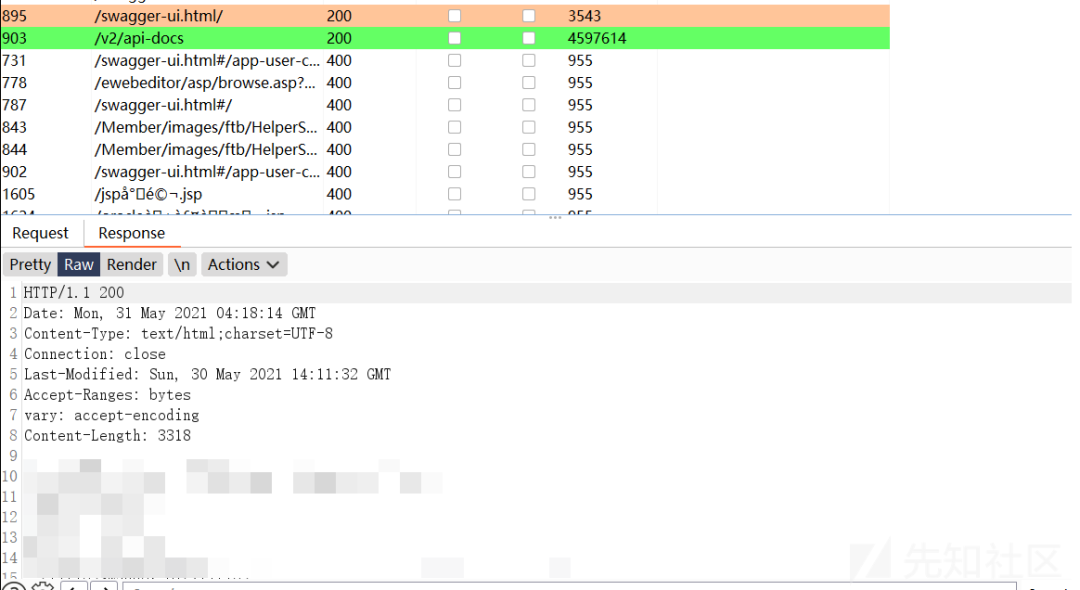 895 /swagger-ui.html/ 200 3543
903 /v2/api-docs 200 4597614
731 /swagger-ui.html#/app-user-c... 400 955
778 /ewebeditor/asp/browse.asp?... 400 955
787 /swagger-ui.html#/ 400 955
843 /Member/images/ftb/HelperS... 400 955
844 /Member/images/ftb/HelperS... 400 955
902 /swagger-ui.html#/app-user-c... 400 955
1605 .jsp 400 955
Request Response
Pretty Raw Render \n Actions
1 HTTP/1.1 200
2 Date: Mon, 31 May 2021 04:18:14 GMT
3 Content-Type: text/html;charset=UTF-8
4 Connection: close
5 Last-Modified: Sun, 30 May 2021 14:11:32 GMT
6 Accept-Ranges: bytes
7 vary: accept-encoding
8 Content-Length: 3318
9
10
11
12
13
14
15
先知社区